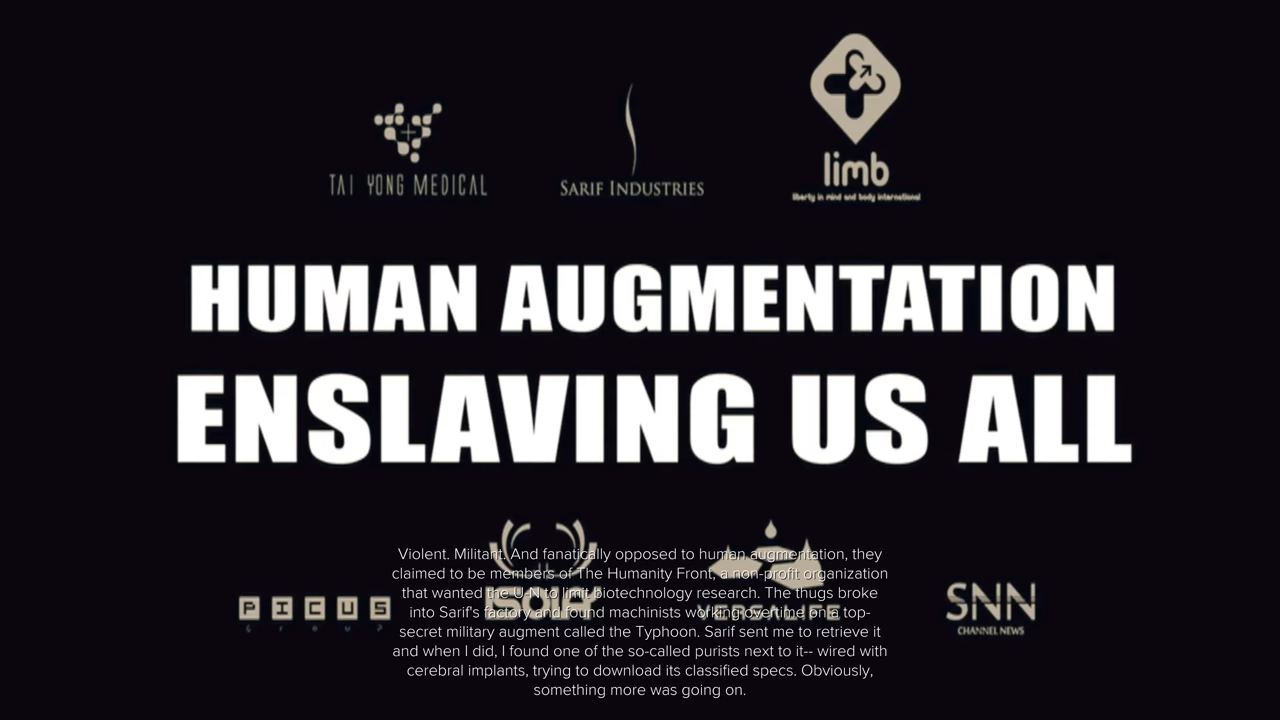 TAI YONG MEDICAL
SARIF INDUSTRIES
limb
liberty in mind and body international
HUMAN AUGMENTATION
ENSLAVING US ALL
Violent. Militant. And fanatically opposed to human augmentation, they
claimed to be members of The Humanity Front, a non-profit organization
that wanted the U-N to limit biotechnology research. The thugs broke
into Sarif's factory and found machinists working overtime on a top-
secret military augment called the Typhoon. Sarif sent me to retrieve it
and when I did, I found one of the so-called purists next to it-- wired with
cerebral implants, trying to download its classified specs. Obviously,
something more was going on.
PICUS
group
VERSALIFE
SNN
CHANNEL NEWS